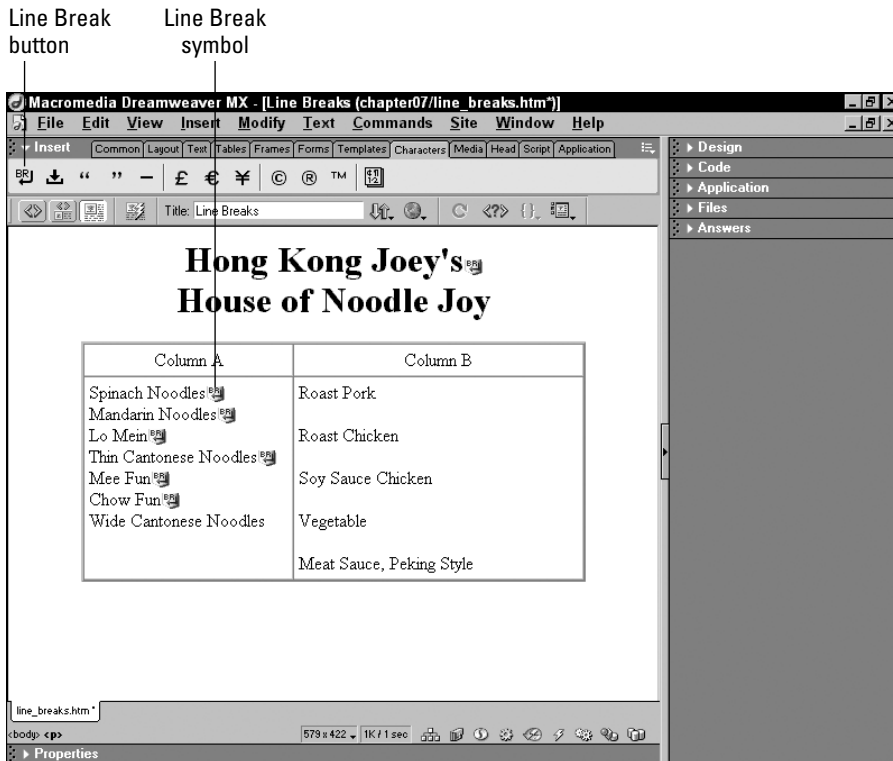 Line Break button
Line Break symbol
Macromedia Dreamweaver MX - [Line Breaks (chapter07/line_breaks.htm*)]
File Edit View Insert Modify Text Commands Site Window Help
Insert Common Layout Text Tables Frames Forms Templates Characters Media Head Script Application
BR “ ” – £ € ¥ © ® TM
Title: Line Breaks
Design
Code
Application
Files
Answers
Hong Kong Joey's
House of Noodle Joy
Column A Column B
Spinach Noodles Roast Pork
Mandarin Noodles
Lo Mein Roast Chicken
Thin Cantonese Noodles
Mee Fun Soy Sauce Chicken
Chow Fun
Wide Cantonese Noodles Vegetable
Meat Sauce, Peking Style
line_breaks.htm*
<body> <p> 579 x 422 1K / 1 sec
Properties